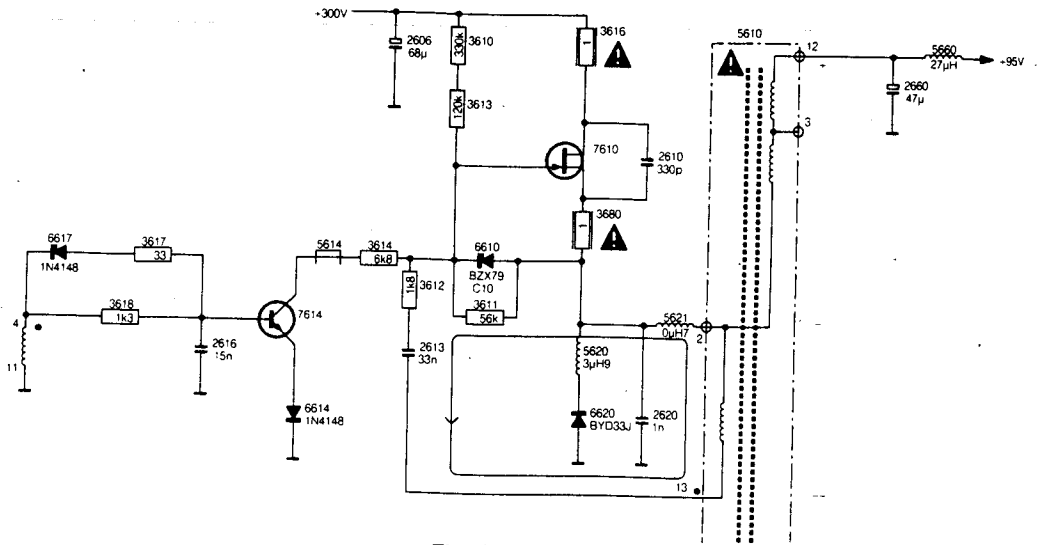 +300V
2606
68µ
330k
3610
120k
3613
1
3616
7610
2610
330p
1
3680
5610
12
+
5660
27µH
+95V
2660
47µ
3
6617
1N4148
3617
33
5614
3614
6k8
6610
BZX79
C10
1k8
3612
3611
56k
3618
1k3
7614
4
11
2616
15n
2613
33n
5620
3µH9
5621
0µH7
2
6614
1N4148
6620
BYD33J
2620
1n
13